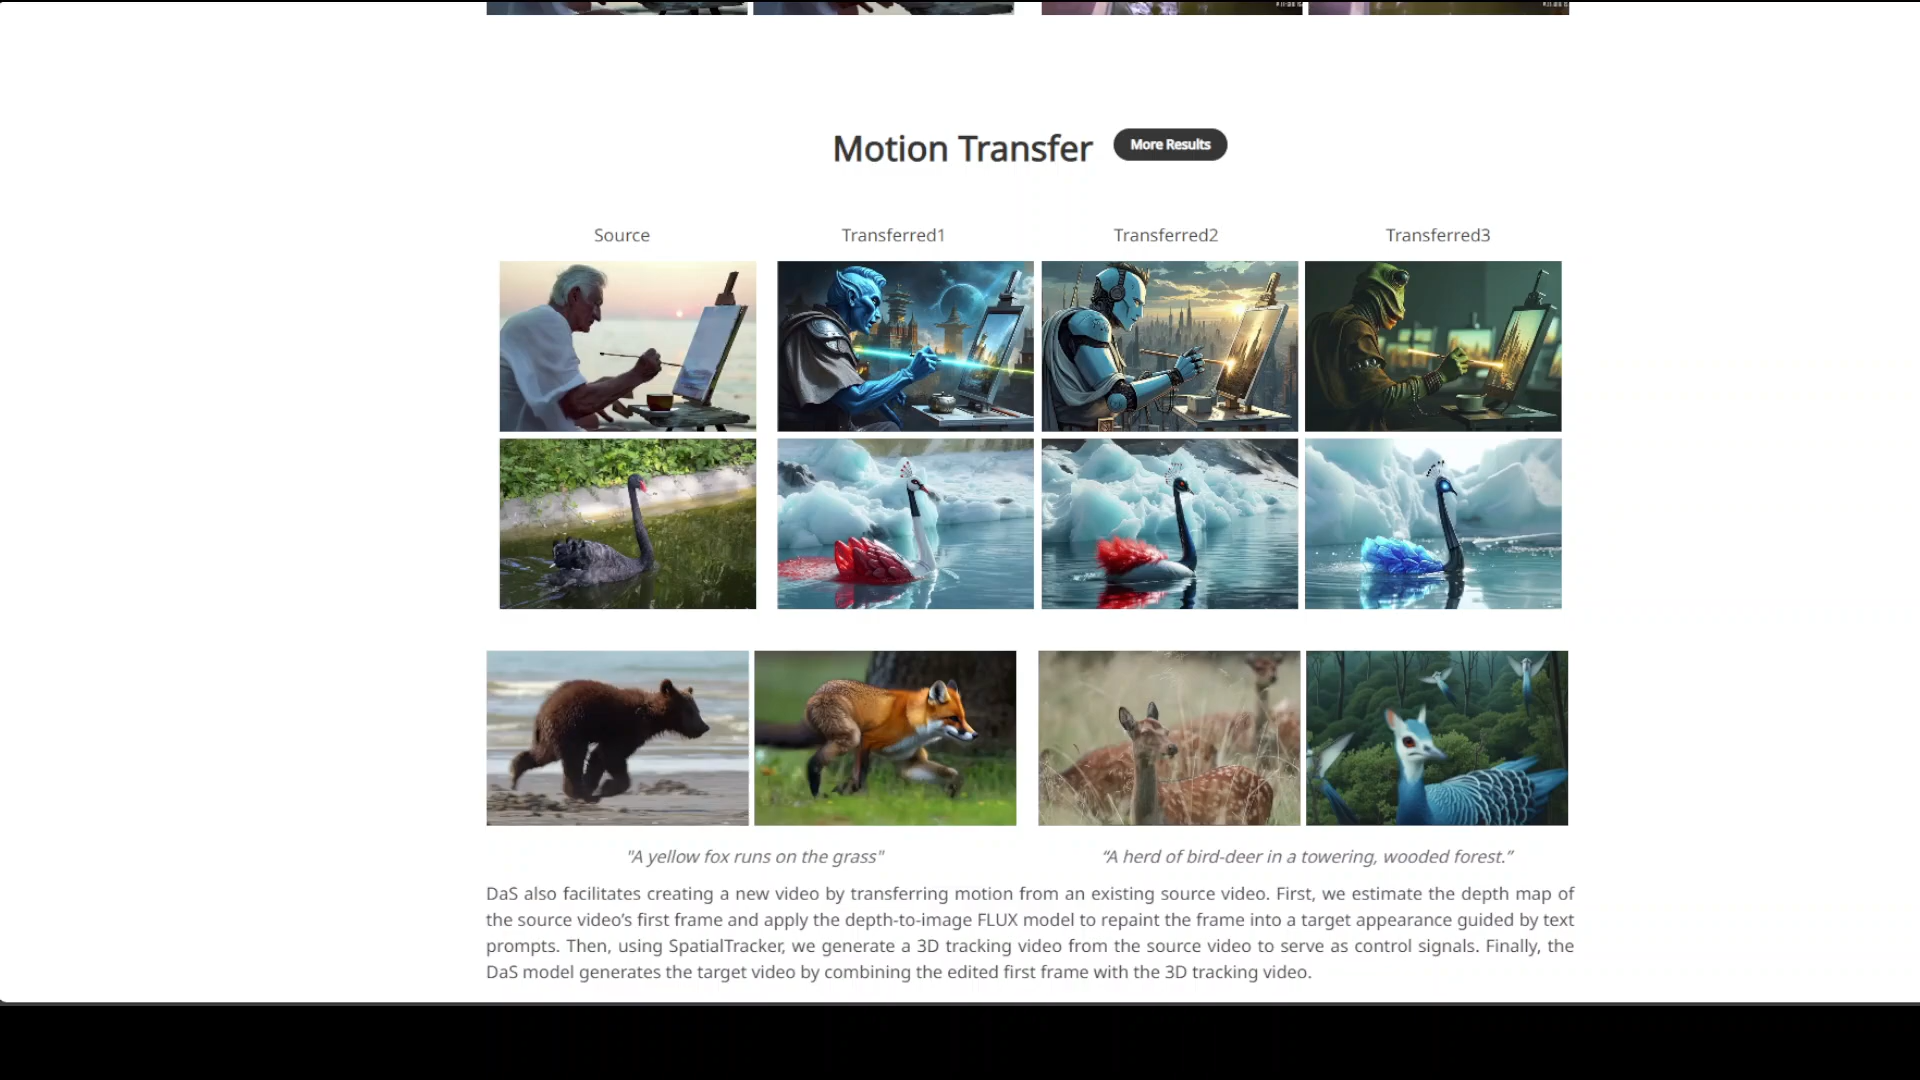 Motion Transfer
More Results
Source
Transferred1
Transferred2
Transferred3
"A yellow fox runs on the grass"
“A herd of bird-deer in a towering, wooded forest.”
DaS also facilitates creating a new video by transferring motion from an existing source video. First, we estimate the depth map of
the source video’s first frame and apply the depth-to-image FLUX model to repaint the frame into a target appearance guided by text
prompts. Then, using SpatialTracker, we generate a 3D tracking video from the source video to serve as control signals. Finally, the
DaS model generates the target video by combining the edited first frame with the 3D tracking video.